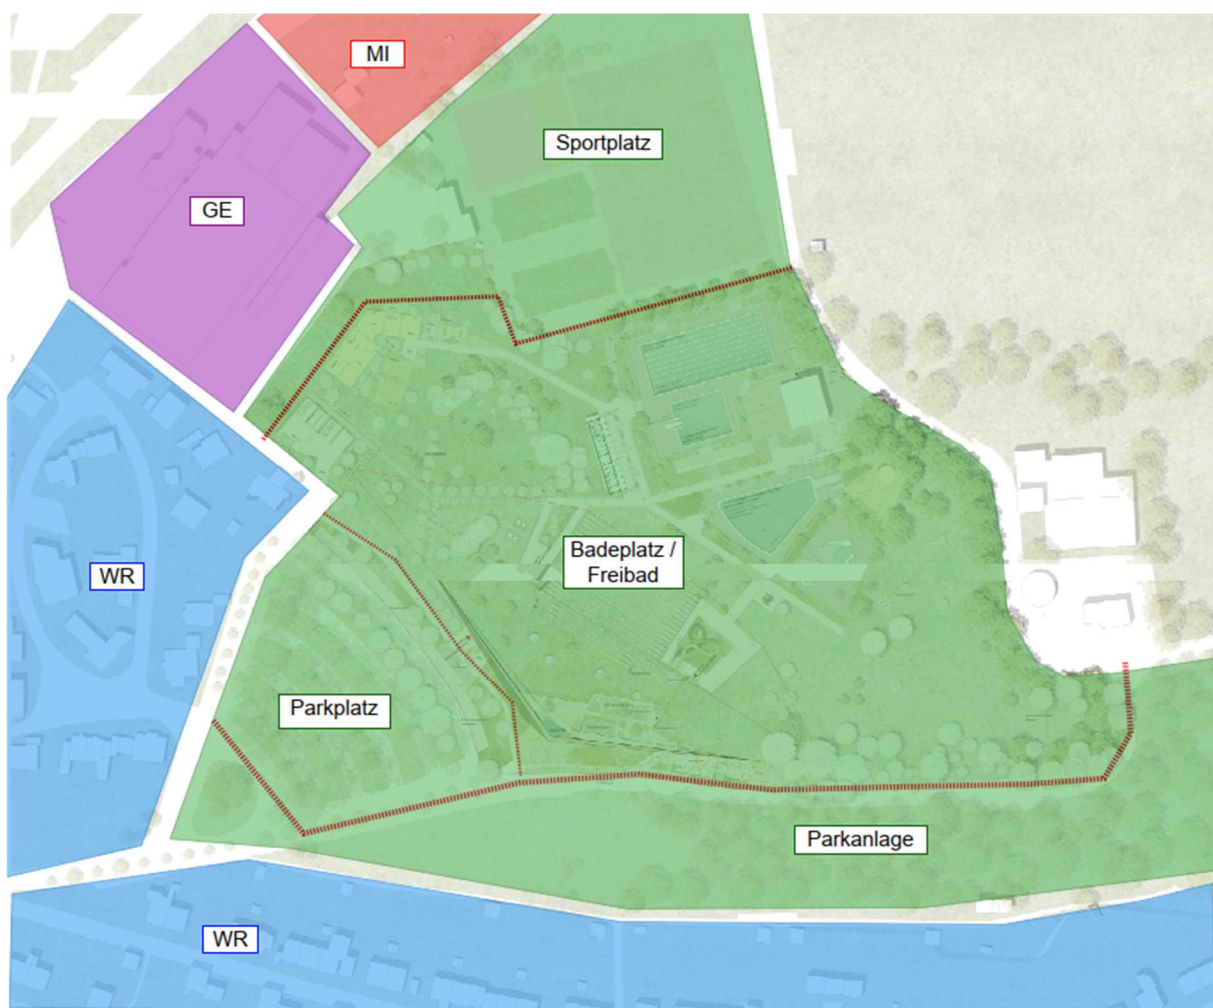 MI
Sportplatz
GE
Badeplatz /
Freibad
WR
Parkplatz
Parkanlage
WR